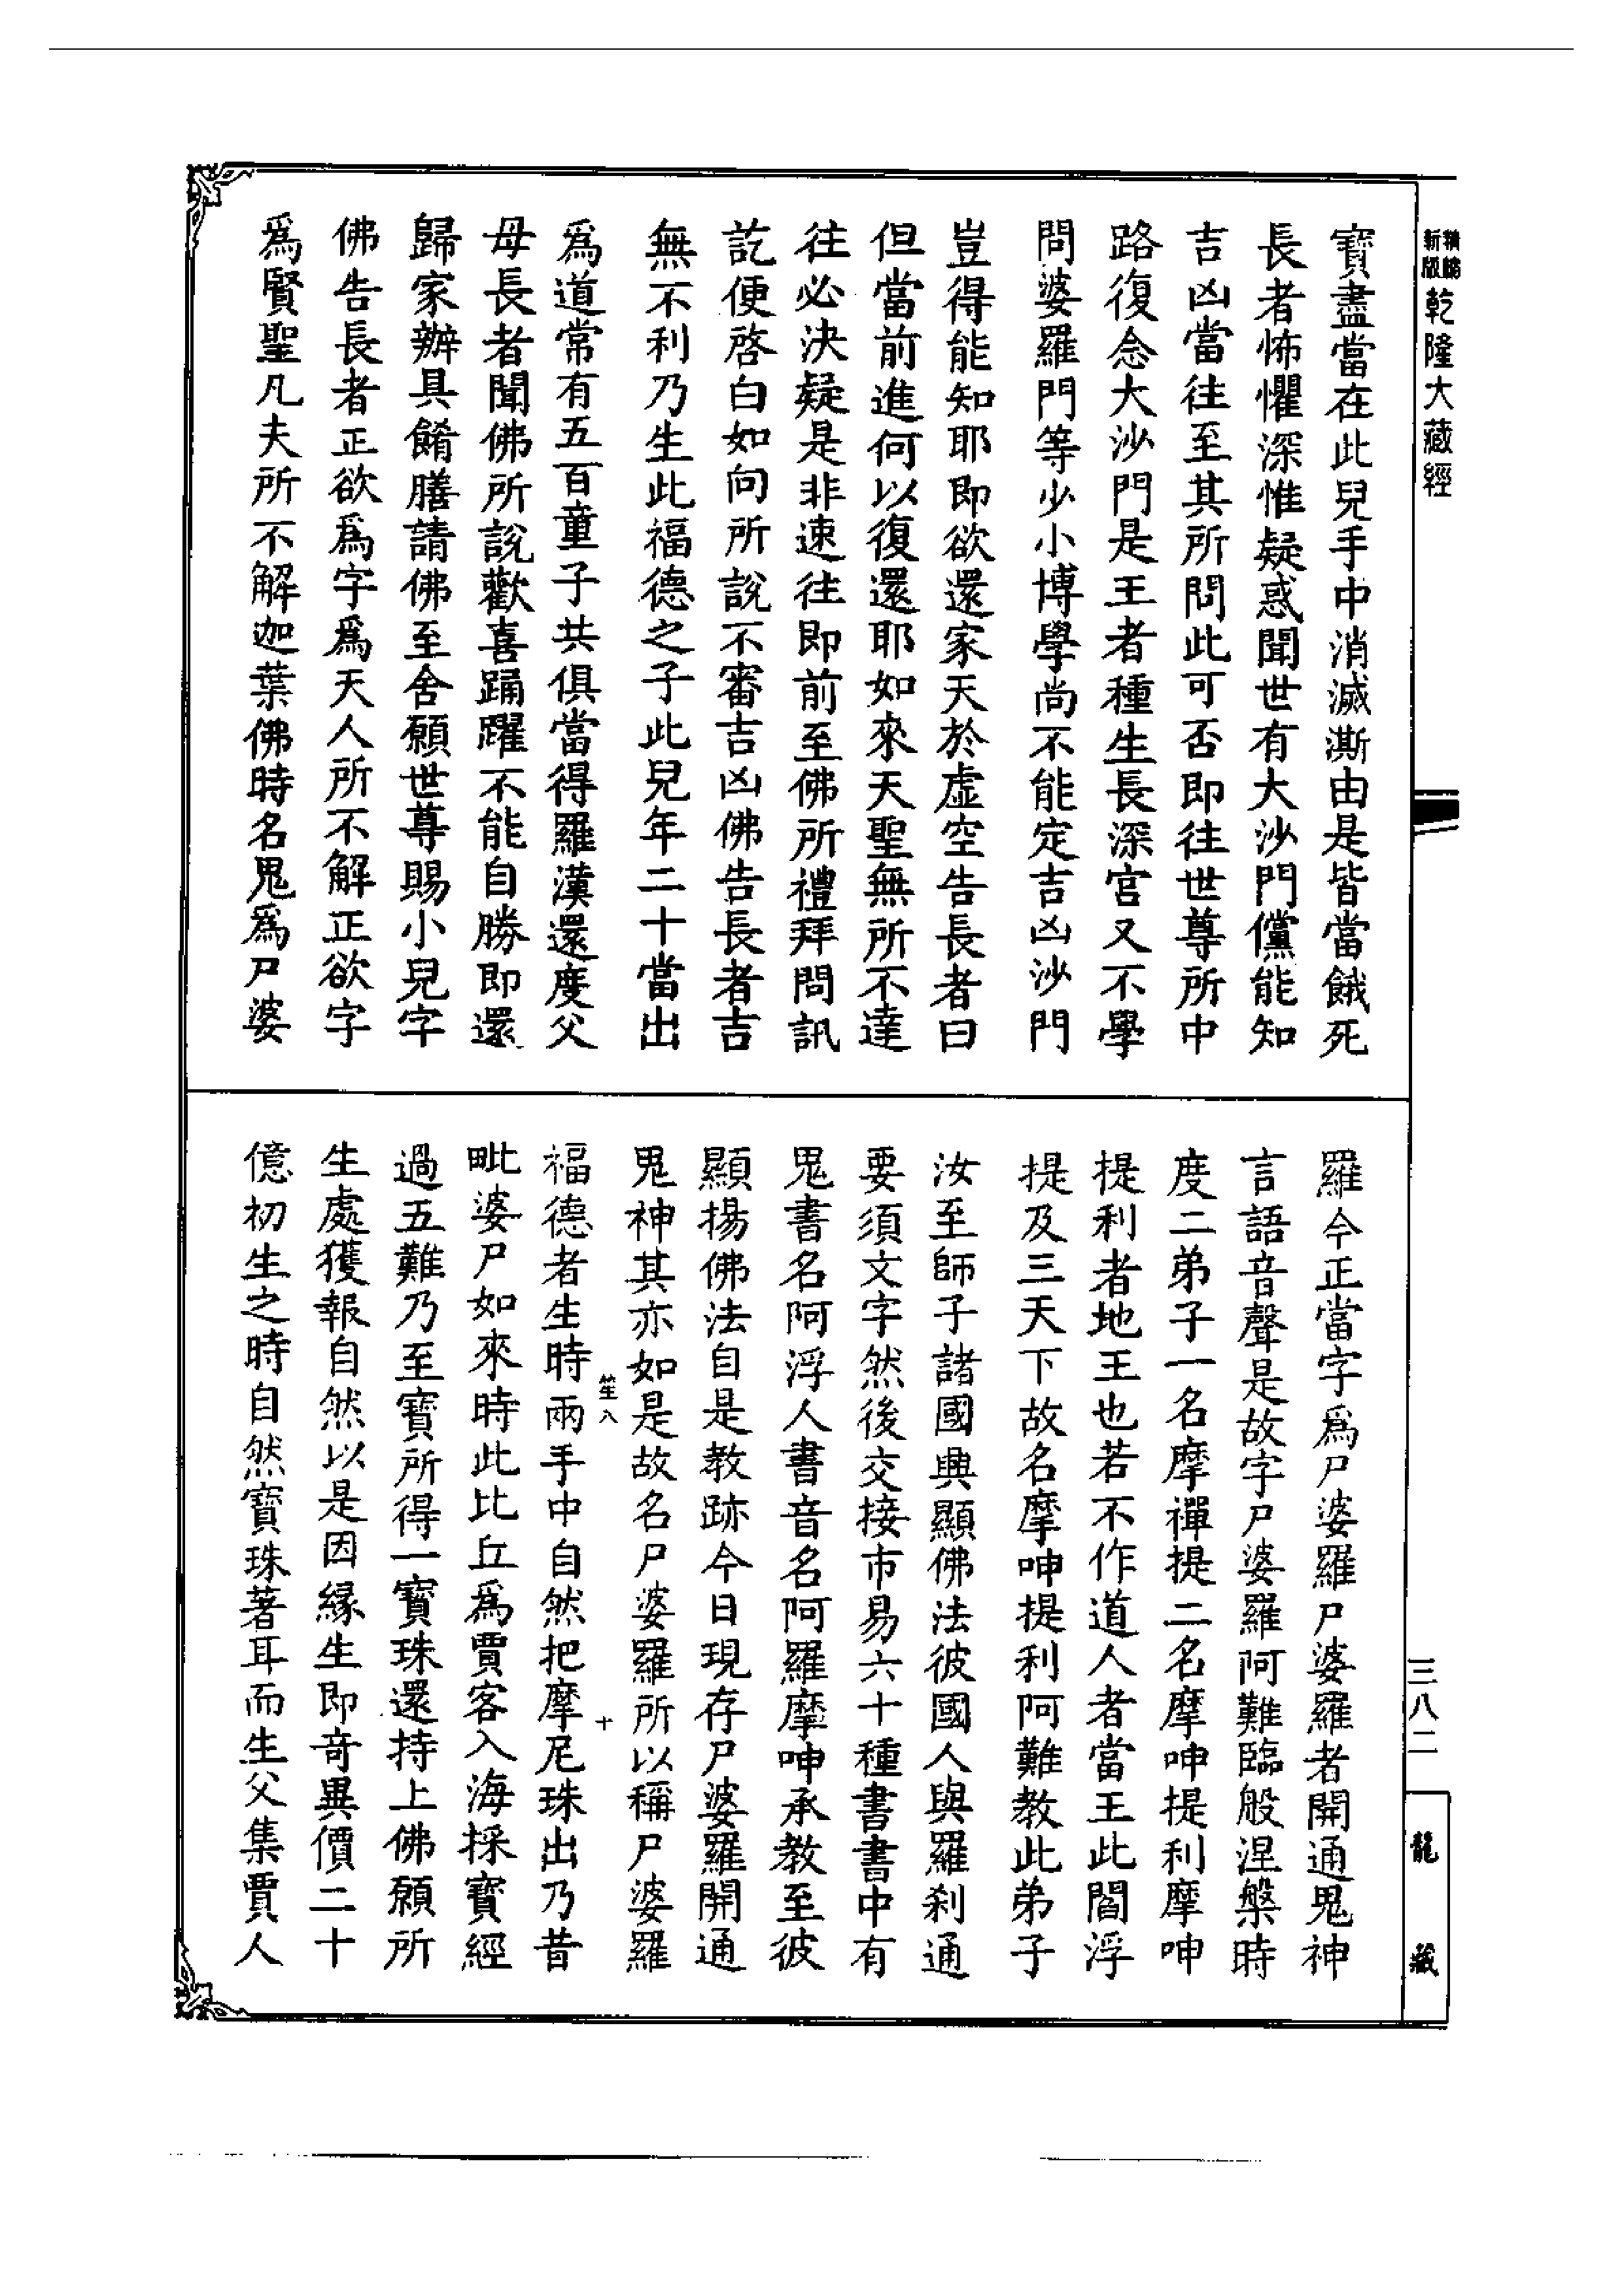 精縮新版乾隆大藏經
寶盡當在此兒手中消滅澌由是皆當餓死
長者怖懼深惟疑惑聞世有大沙門儻能知
吉凶當往至其所問此可否即往世尊所中
路復念大沙門是王者種生長深宮又不學
問婆羅門等少小博學尚不能定吉凶沙門
豈得能知耶即欲還家天於虛空告長者曰
但當前進何以復還耶如來天聖無所不達
往必決疑是非速往即前至佛所禮拜問訊
訖便啓白如向所說不審吉凶佛告長者吉
無不利乃生此福德之子此兒年二十當出
為道常有五百童子共俱當得羅漢還度父
母長者聞佛所說歡喜踊躍不能自勝即還
歸家辦具餚膳請佛至舍願世尊賜小兒字
佛告長者正欲為字為天人所不解正欲字
為賢聖凡夫所不解迦葉佛時名鬼為尸婆
羅今正當字為尸婆羅尸婆羅者開通鬼神
言語音聲是故字尸婆羅阿難臨般涅槃時
度二弟子一名摩禪提二名摩呻提利摩呻
提利者地王也若不作道人者當王此閻浮
提及三天下故名摩呻提利阿難教此弟子
汝至師子諸國興顯佛法彼國人與羅刹通
要須文字然後交接市易六十種書書中有
鬼書名阿浮人書音名阿羅摩呻承教至彼
顯揚佛法自是教跡今日現存尸婆羅開通
鬼神其亦如是故名尸婆羅所以稱尸婆羅
笙八
十
福德者生時兩手中自然把摩尼珠出乃昔
毗婆尸如來時此比丘為賈客入海採寶經
過五難乃至寶所得一寶珠還持上佛願所
生處獲報自然以是因緣生即奇異價二十
億初生之時自然寶珠著耳而生父集賈人
三八二
龍藏